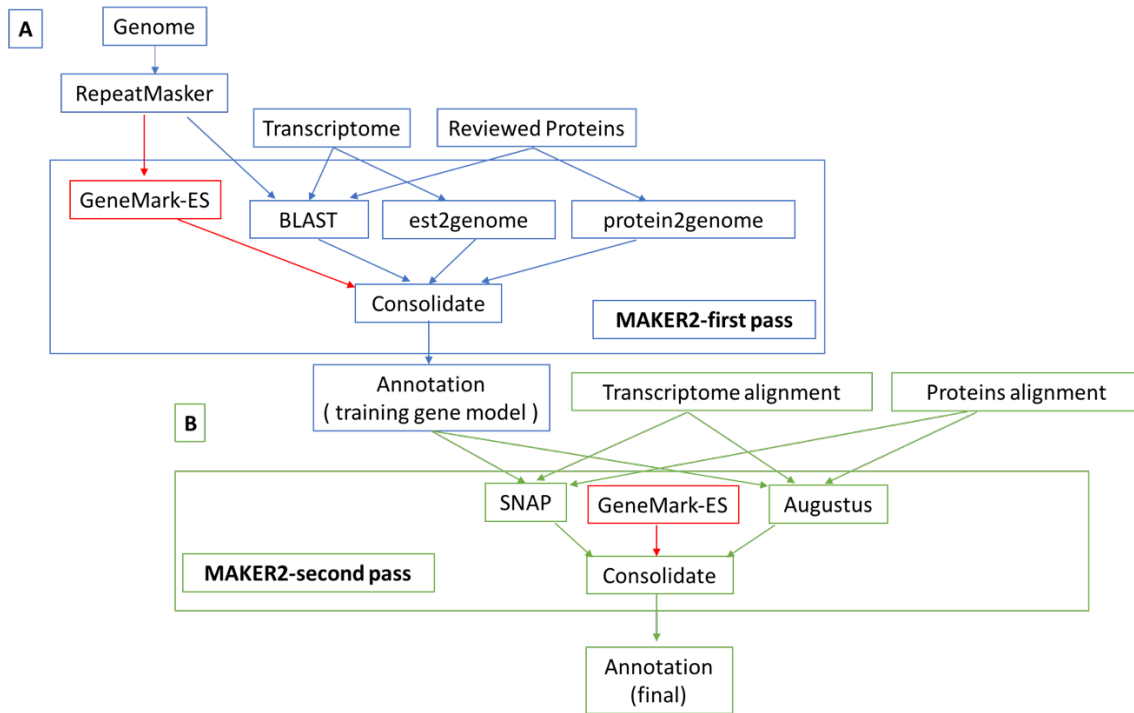 A
Genome
RepeatMasker
Transcriptome
Reviewed Proteins
GeneMark-ES
BLAST
est2genome
protein2genome
Consolidate
MAKER2-first pass
Annotation
( training gene model )
Transcriptome alignment
Proteins alignment
B
SNAP
GeneMark-ES
Augustus
MAKER2-second pass
Consolidate
Annotation
(final)